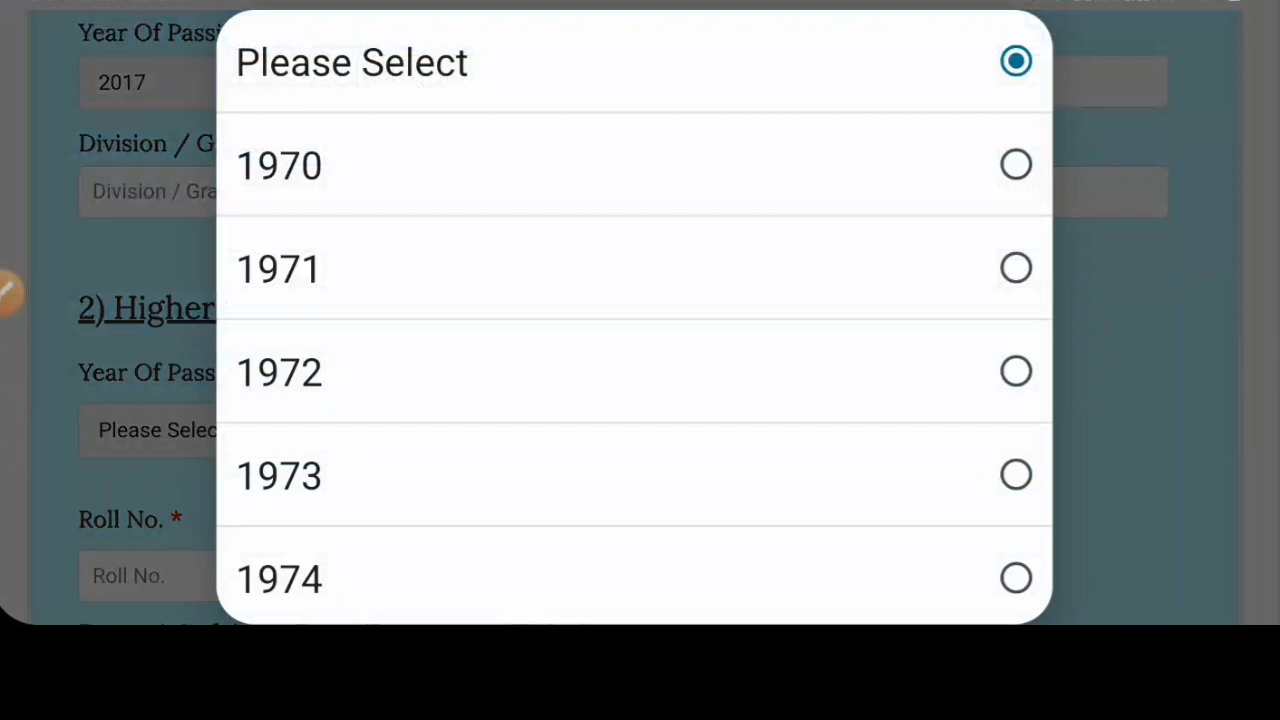 Year Of Passi
2017
Division / G
Division / Gra
2) Higher
Year Of Pass
Please Selec
Roll No. *
Roll No.
Please Select
1970
1971
1972
1973
1974